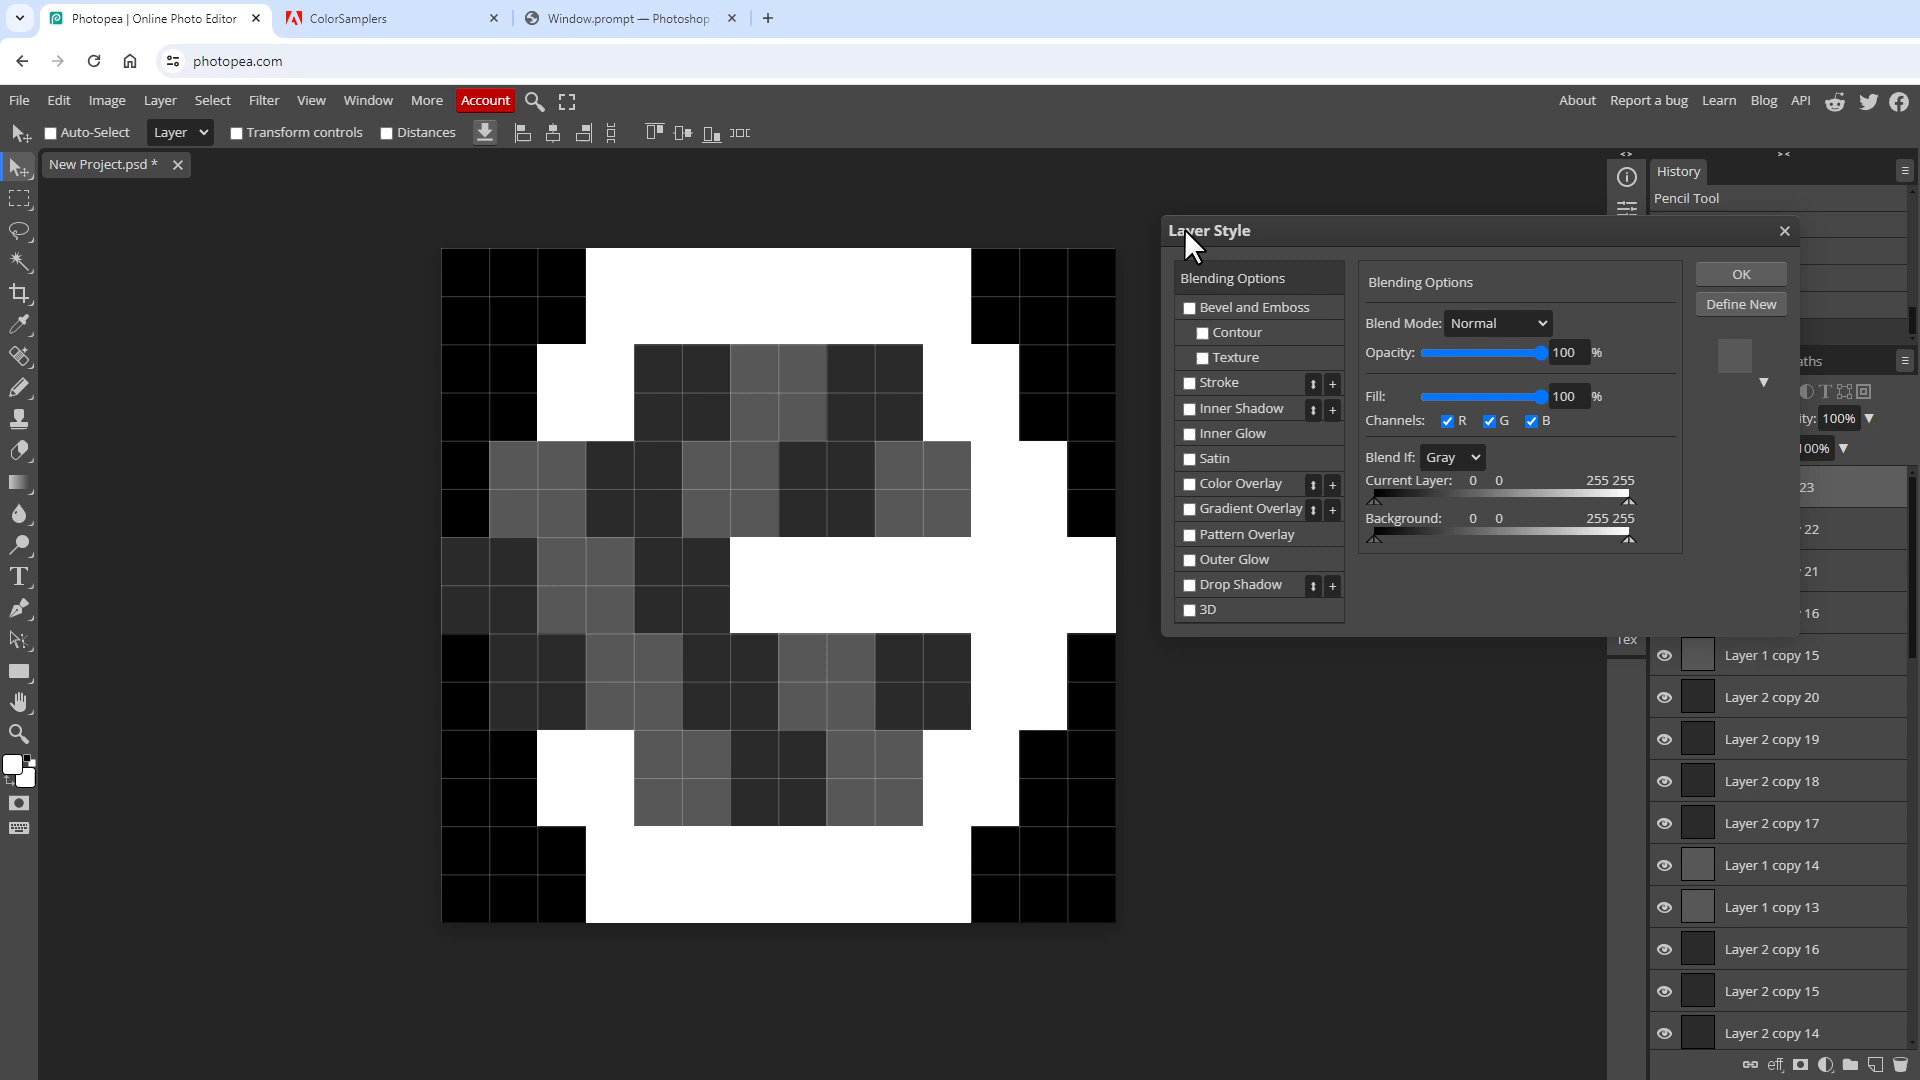 Photopea | Online Photo Editor
ColorSamplers
Window.prompt — Photoshop
photopea.com
File Edit Image Layer Select Filter View Window More Account
About Report a bug Learn Blog API
Auto-Select Layer Transform controls Distances
New Project.psd *
History
Pencil Tool
Layer Style
Blending Options
Bevel and Emboss
Contour
Texture
Stroke
Inner Shadow
Inner Glow
Satin
Color Overlay
Gradient Overlay
Pattern Overlay
Outer Glow
Drop Shadow
3D
Blending Options
Blend Mode: Normal
Opacity: 100 %
Fill: 100 %
Channels: R G B
Blend If: Gray
Current Layer: 0 0 255 255
Background: 0 0 255 255
OK
Define New
aths
ity: 100%
100%
23
22
21
16
Tex
Layer 1 copy 15
Layer 2 copy 20
Layer 2 copy 19
Layer 2 copy 18
Layer 2 copy 17
Layer 1 copy 14
Layer 1 copy 13
Layer 2 copy 16
Layer 2 copy 15
Layer 2 copy 14
eff